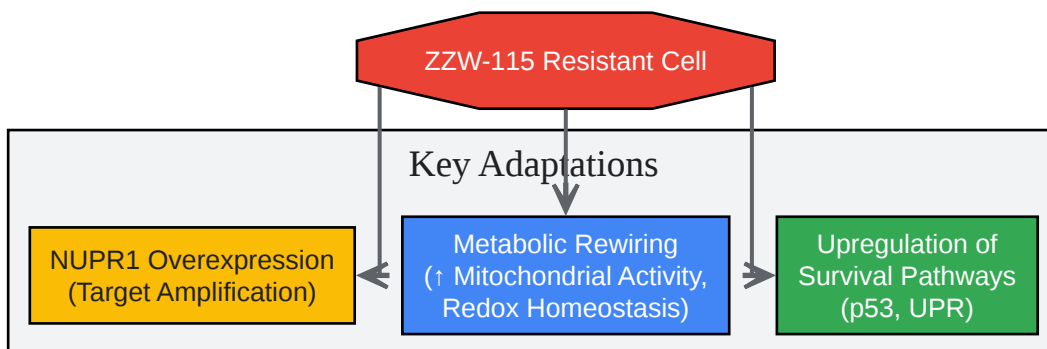 ZZW-115 Resistant Cell
Key Adaptations
NUPR1 Overexpression
(Target Amplification)
Metabolic Rewiring
(↑ Mitochondrial Activity,
Redox Homeostasis)
Upregulation of
Survival Pathways
(p53, UPR)